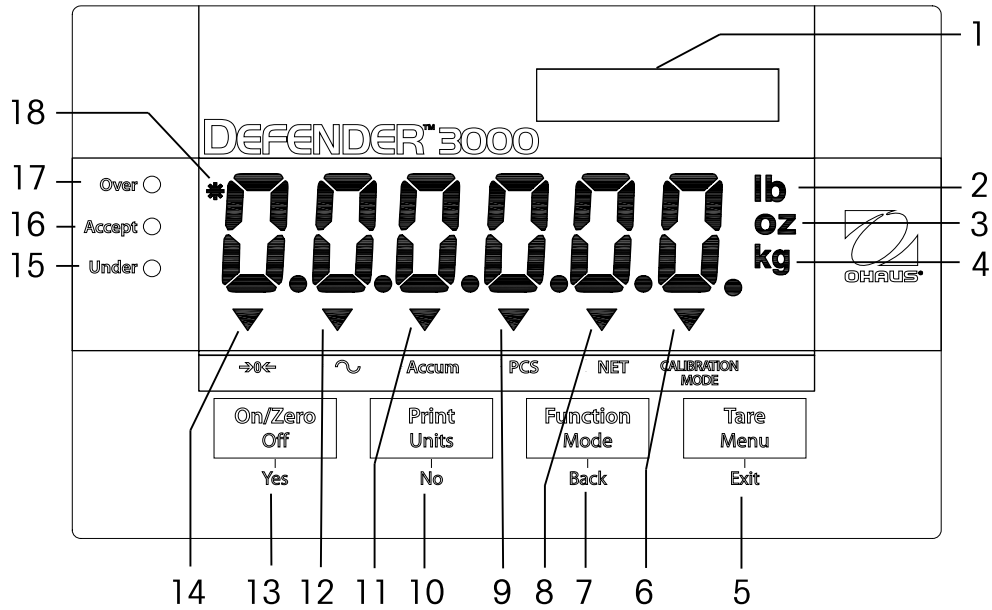 1
18
DEFENDER™ 3000
17 Over
* 0.0.0.0.0.0. lb 2
16 Accept
oz 3
15 Under
kg 4
OHAUS®
→0← ~ Accum PCS NET CALIBRATION
MODE
On/Zero Print Function Tare
Off Units Mode Menu
Yes No Back Exit
14 13 12 11 10 9 8 7 6 5